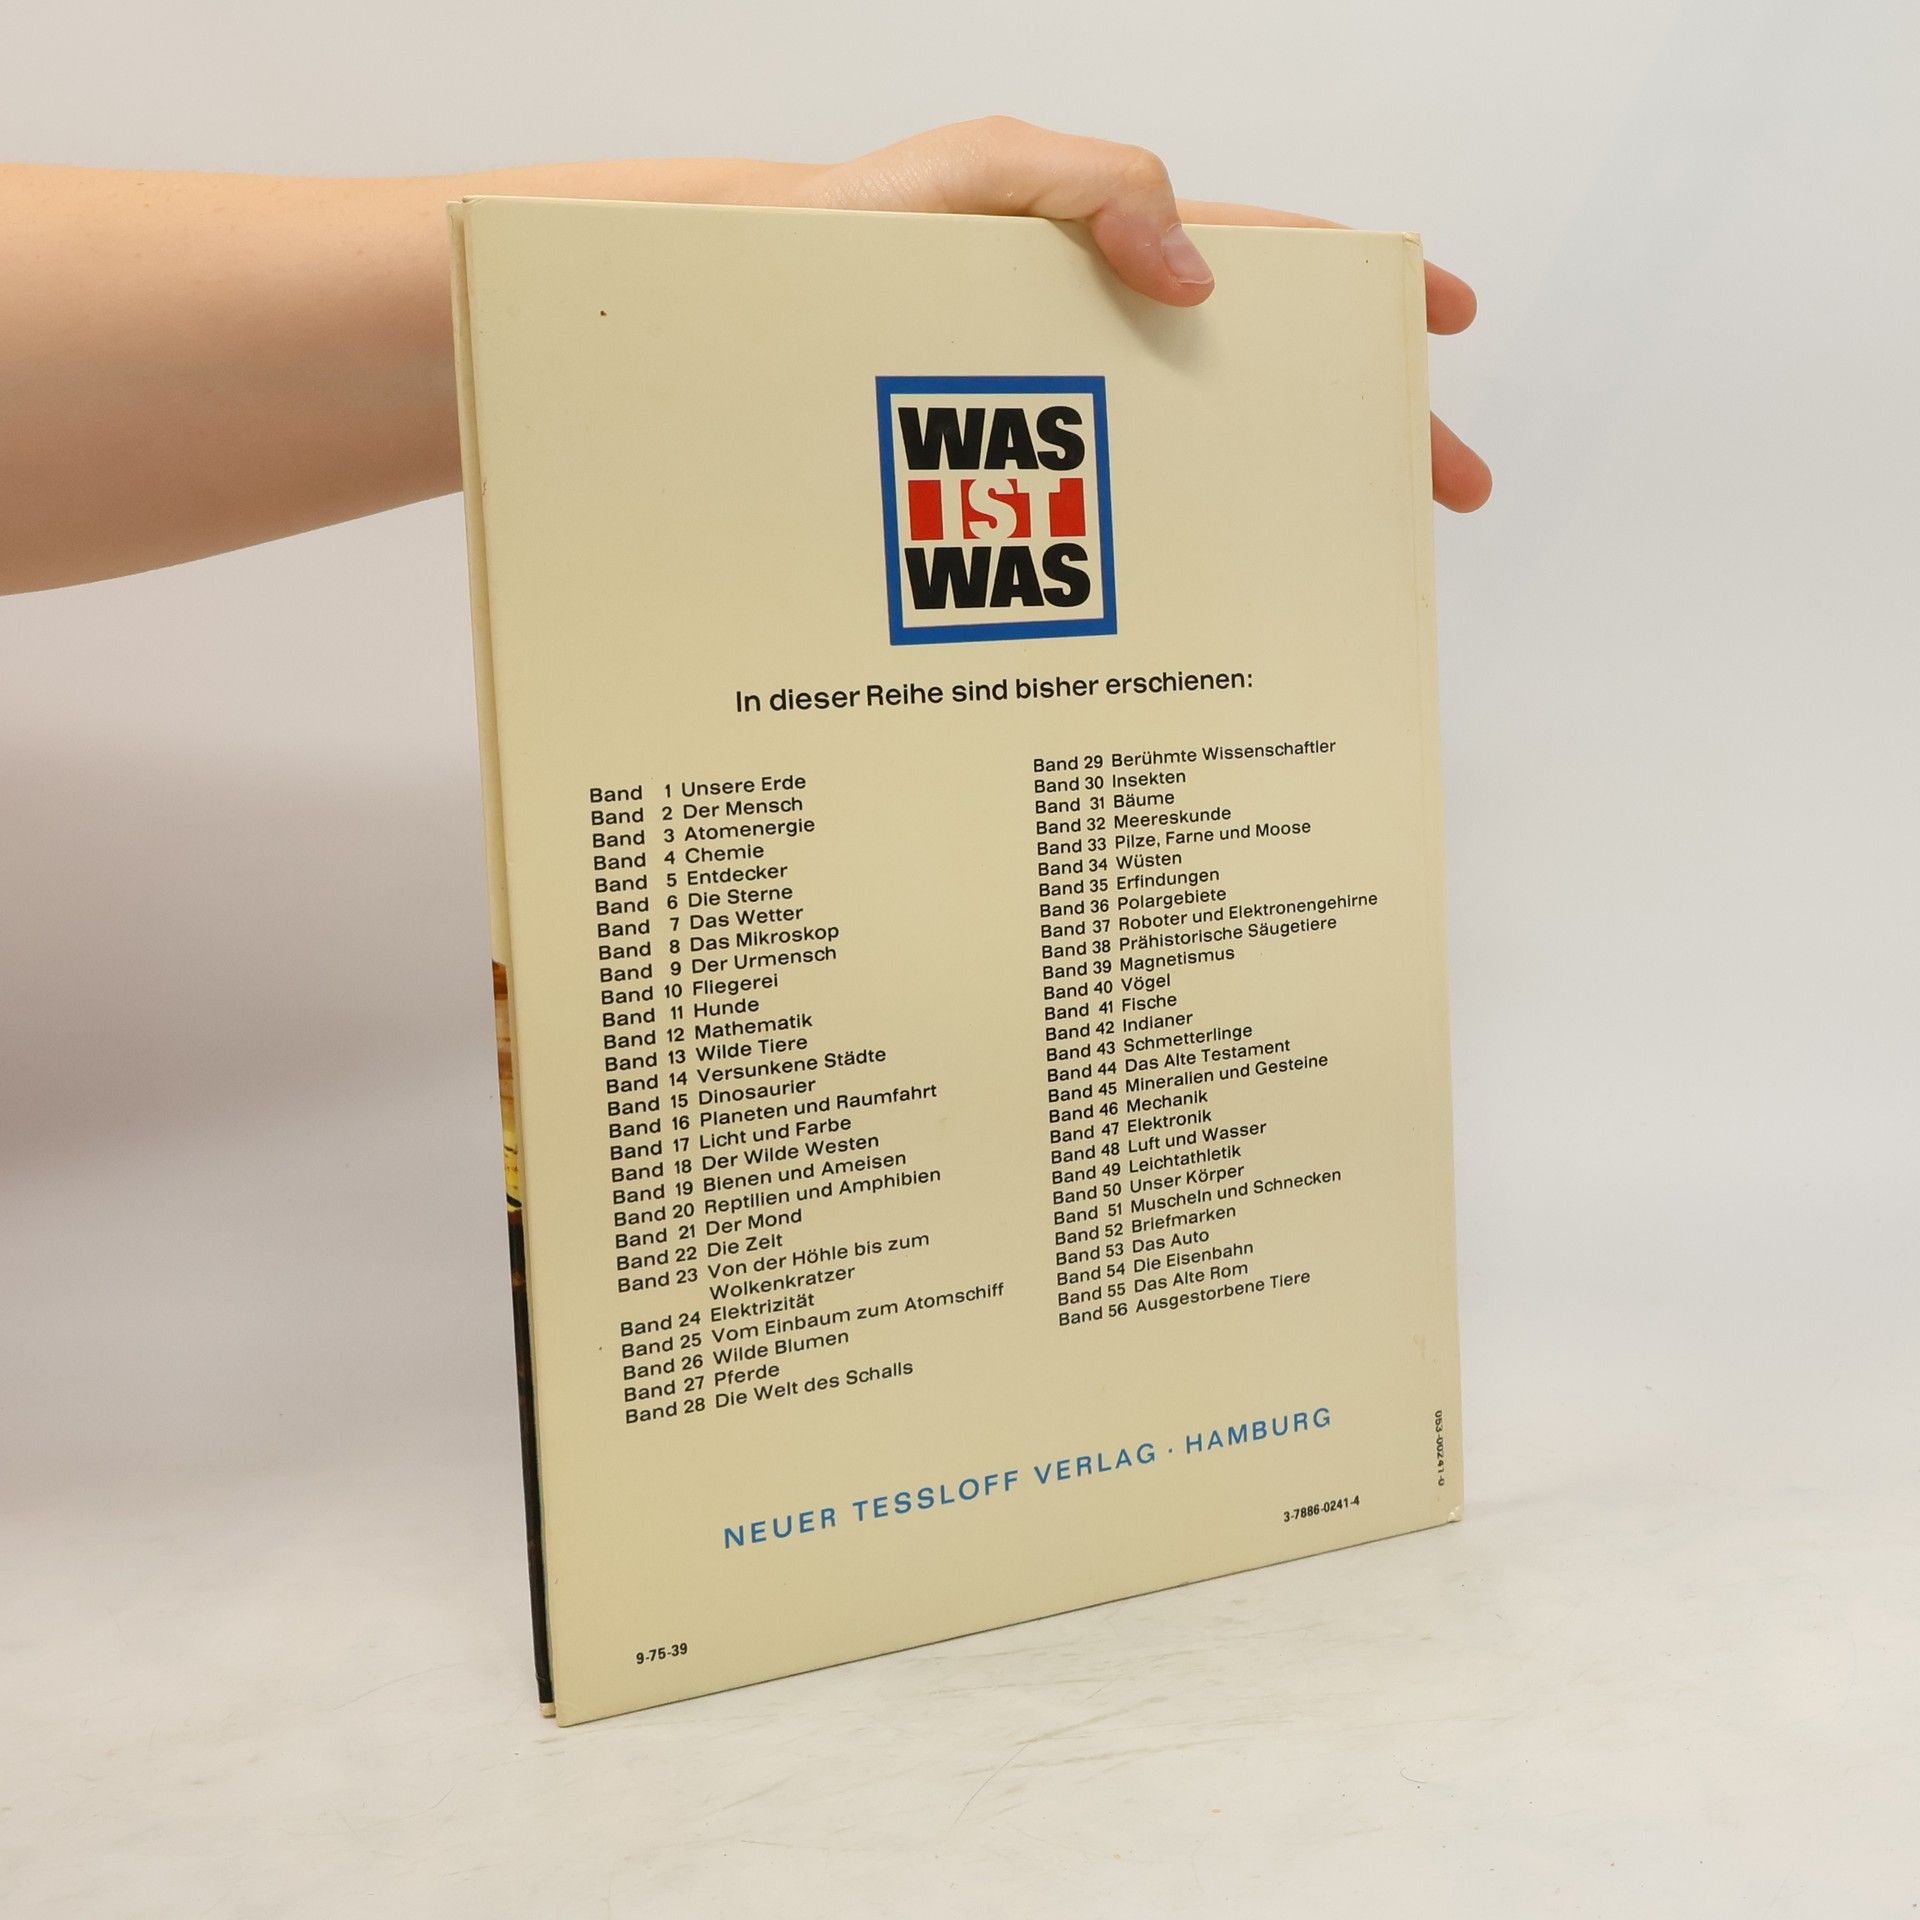 WAS
IST
WAS
In dieser Reihe sind bisher erschienen:
Band 1 Unsere Erde
Band 2 Der Mensch
Band 3 Atomenergie
Band 4 Chemie
Band 5 Entdecker
Band 6 Die Sterne
Band 7 Das Wetter
Band 8 Das Mikroskop
Band 9 Der Urmensch
Band 10 Fliegerei
Band 11 Hunde
Band 12 Mathematik
Band 13 Wilde Tiere
Band 14 Versunkene Städte
Band 15 Dinosaurier
Band 16 Planeten und Raumfahrt
Band 17 Licht und Farbe
Band 18 Der Wilde Westen
Band 19 Bienen und Ameisen
Band 20 Reptilien und Amphibien
Band 21 Der Mond
Band 22 Die Zeit
Band 23 Von der Höhle bis zum
Wolkenkratzer
Band 24 Elektrizität
Band 25 Vom Einbaum zum Atomschiff
Band 26 Wilde Blumen
Band 27 Pferde
Band 28 Die Welt des Schalls
Band 29 Berühmte Wissenschaftler
Band 30 Insekten
Band 31 Bäume
Band 32 Meereskunde
Band 33 Pilze, Farne und Moose
Band 34 Wüsten
Band 35 Erfindungen
Band 36 Polargebiete
Band 37 Roboter und Elektronengehirne
Band 38 Prähistorische Säugetiere
Band 39 Magnetismus
Band 40 Vögel
Band 41 Fische
Band 42 Indianer
Band 43 Schmetterlinge
Band 44 Das Alte Testament
Band 45 Mineralien und Gesteine
Band 46 Mechanik
Band 47 Elektronik
Band 48 Luft und Wasser
Band 49 Leichtathletik
Band 50 Unser Körper
Band 51 Muscheln und Schnecken
Band 52 Briefmarken
Band 53 Das Auto
Band 54 Die Eisenbahn
Band 55 Das Alte Rom
Band 56 Ausgestorbene Tiere
NEUER TESSLOFF VERLAG · HAMBURG
053-00241-0
3-7886-0241-4
9-75-39